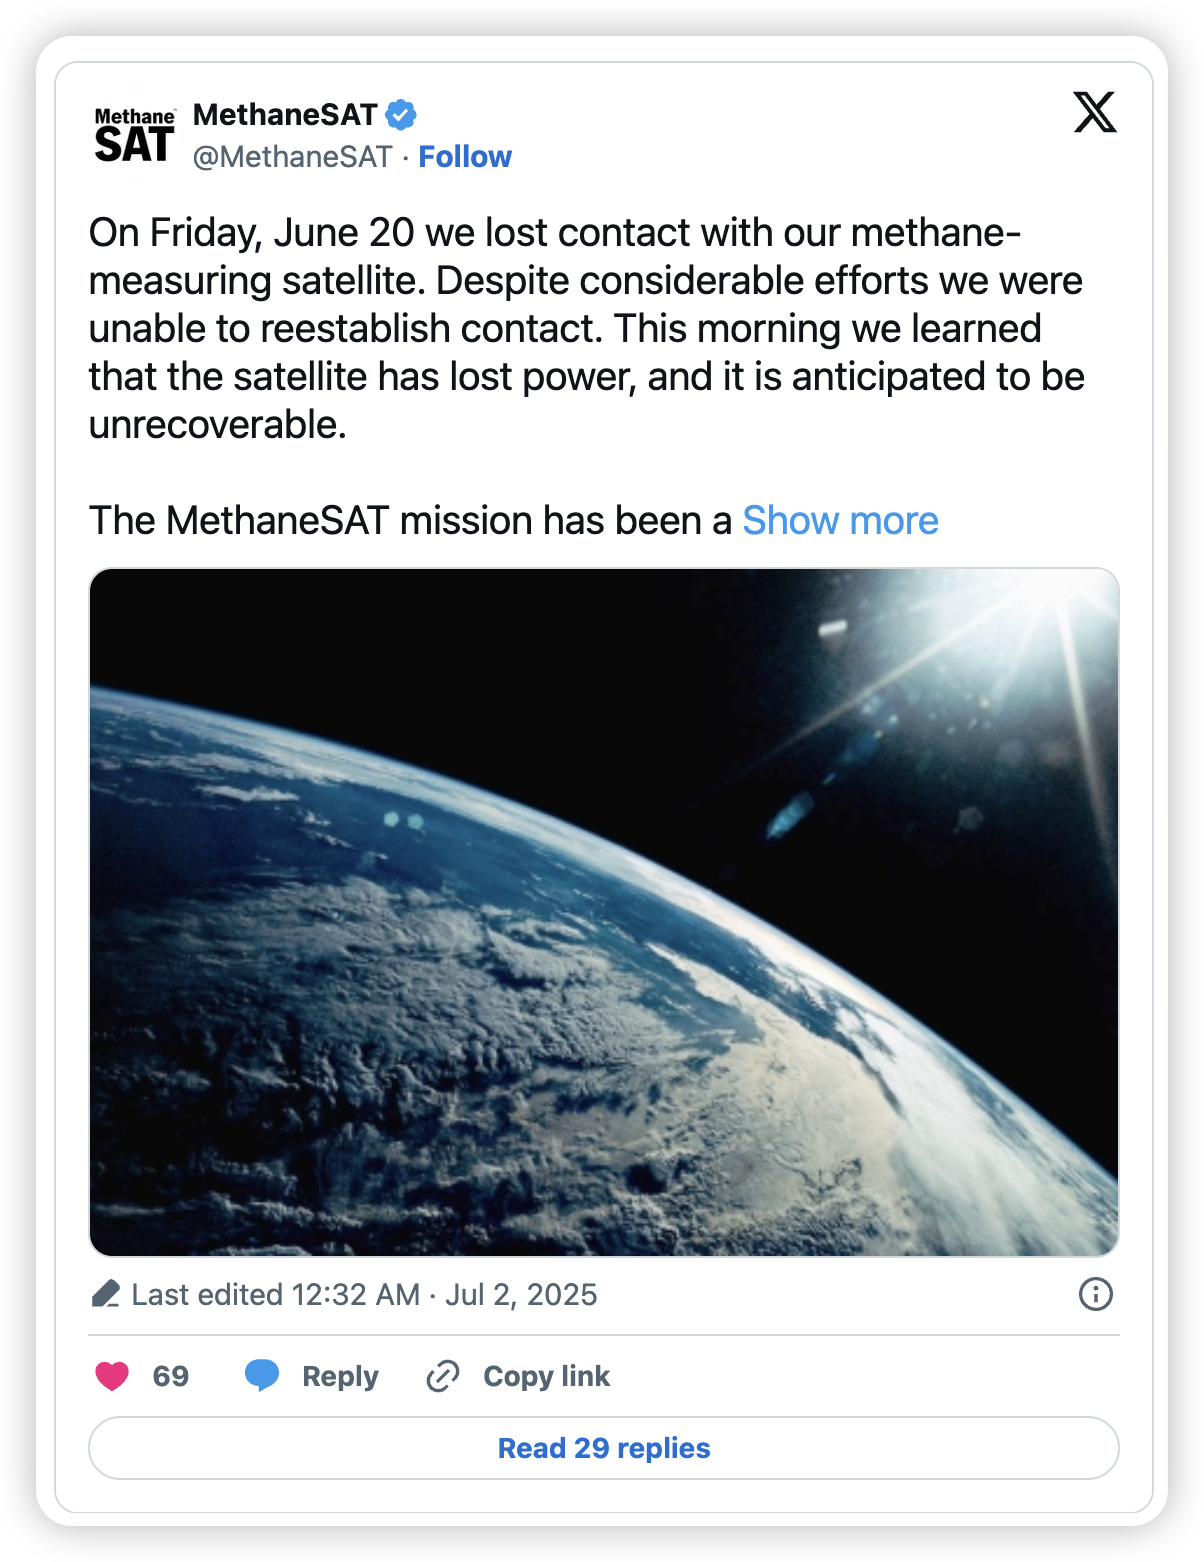 Methane™
SAT
MethaneSAT
@MethaneSAT · Follow
On Friday, June 20 we lost contact with our methane-
measuring satellite. Despite considerable efforts we were
unable to reestablish contact. This morning we learned
that the satellite has lost power, and it is anticipated to be
unrecoverable.
The MethaneSAT mission has been a Show more
Last edited 12:32 AM · Jul 2, 2025
69 Reply Copy link
Read 29 replies